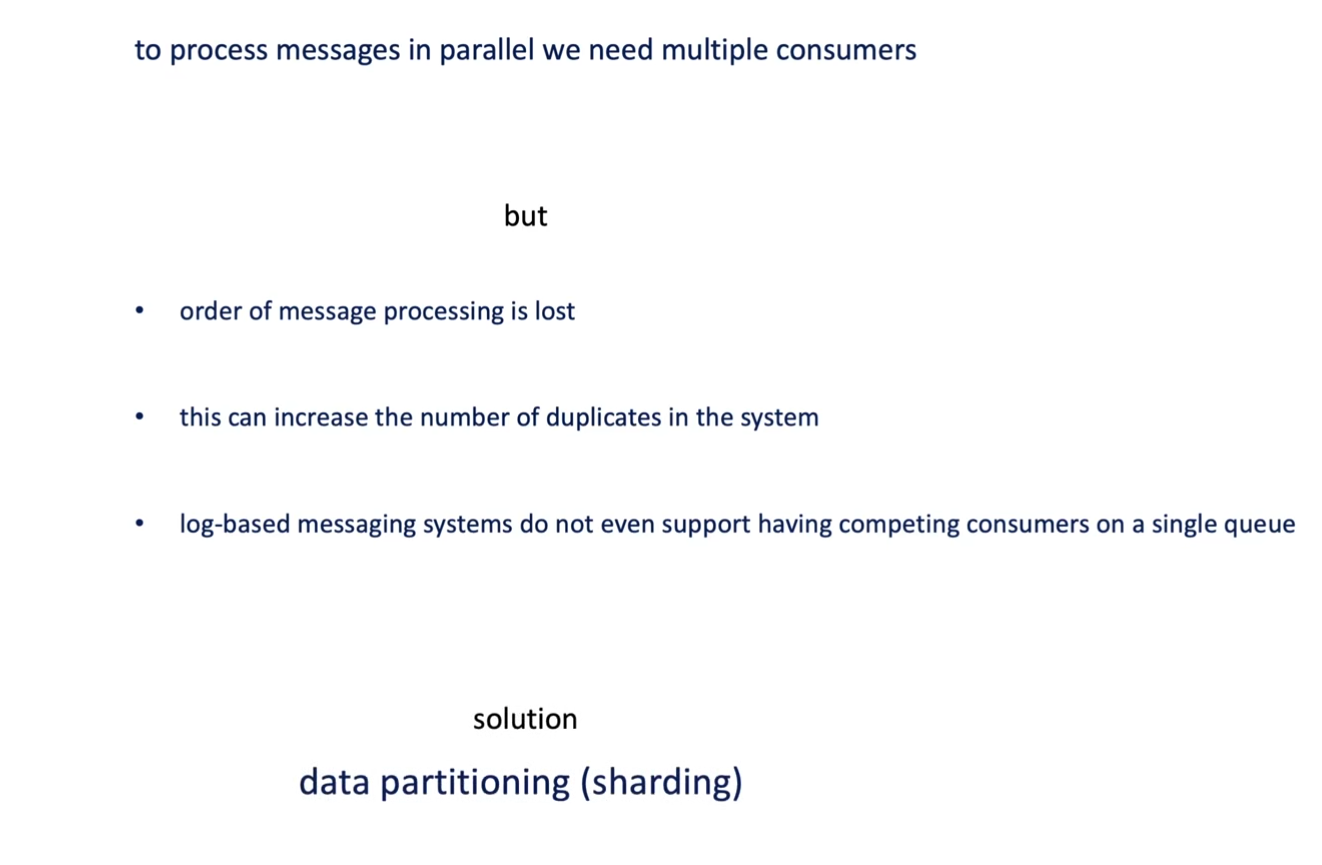 to process messages in parallel we need multiple consumers
but
• order of message processing is lost
• this can increase the number of duplicates in the system
• log-based messaging systems do not even support having competing consumers on a single queue
solution
data partitioning (sharding)